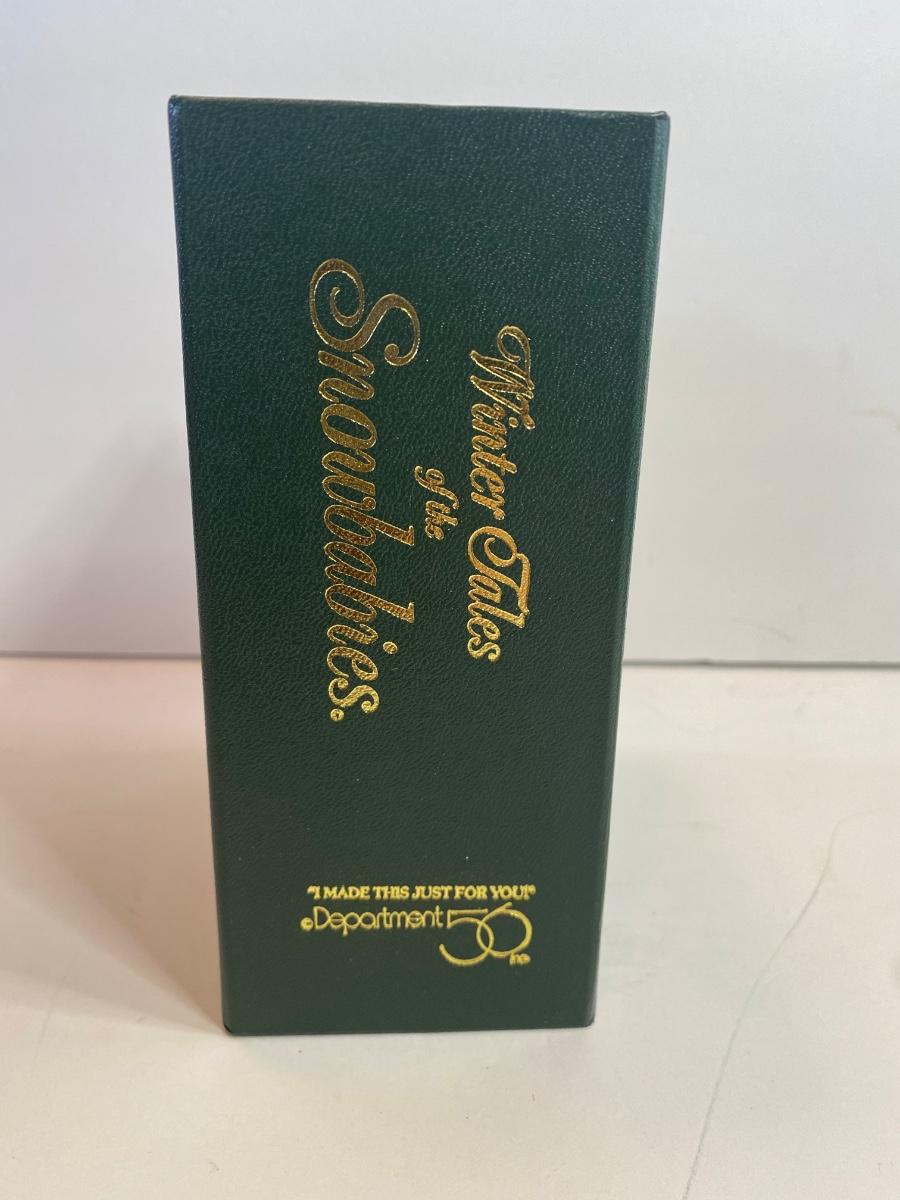 Winter Tales
of the
Snowbabies©
"I MADE THIS JUST FOR YOU!"
©Department 56 Inc